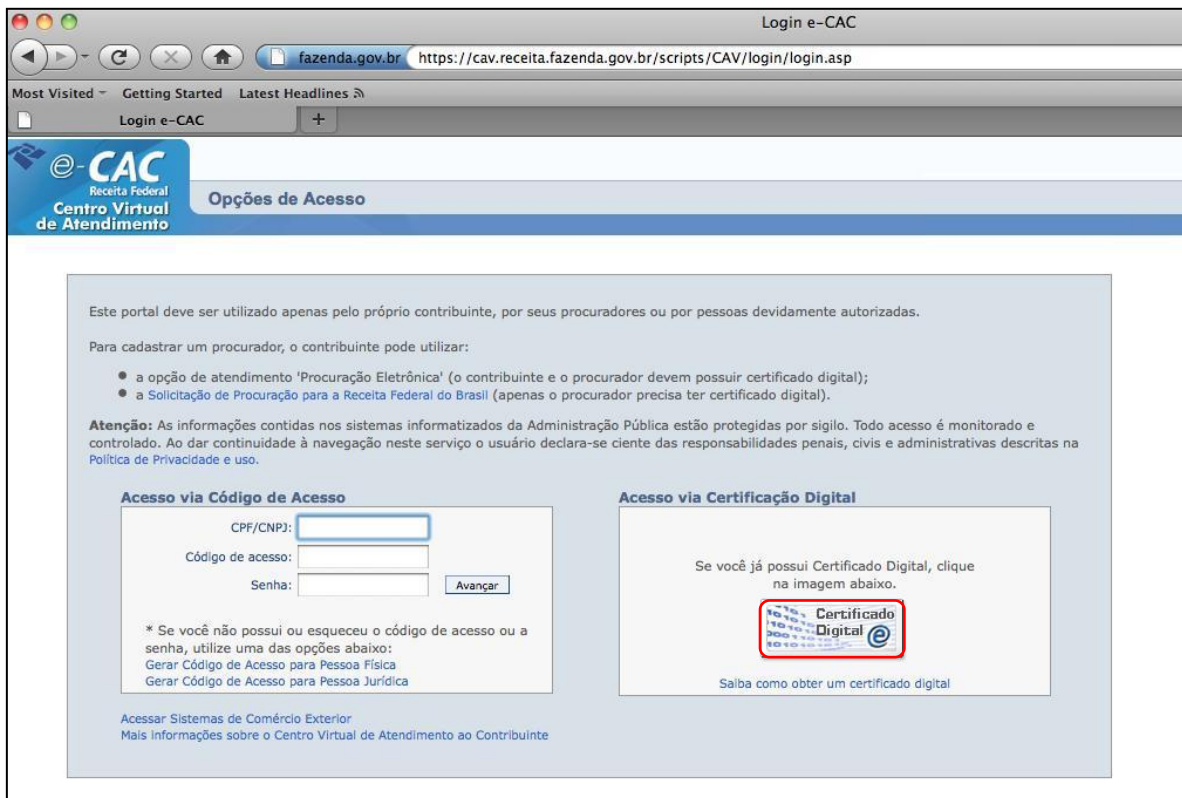 Login e-CAC
fazenda.gov.br https://cav.receita.fazenda.gov.br/scripts/CAV/login/login.asp
Most Visited Getting Started Latest Headlines
Login e-CAC +
e-CAC
Receita Federal
Centro Virtual
de Atendimento
Opções de Acesso
Este portal deve ser utilizado apenas pelo próprio contribuinte, por seus procuradores ou por pessoas devidamente autorizadas.
Para cadastrar um procurador, o contribuinte pode utilizar:
• a opção de atendimento 'Procuração Eletrônica' (o contribuinte e o procurador devem possuir certificado digital);
• a Solicitação de Procuração para a Receita Federal do Brasil (apenas o procurador precisa ter certificado digital).
Atenção: As informações contidas nos sistemas informatizados da Administração Pública estão protegidas por sigilo. Todo acesso é monitorado e
controlado. Ao dar continuidade à navegação neste serviço o usuário declara-se ciente das responsabilidades penais, civis e administrativas descritas na
Política de Privacidade e uso.
Acesso via Código de Acesso
CPF/CNPJ:
Código de acesso:
Senha:
Avançar
* Se você não possui ou esqueceu o código de acesso ou a
senha, utilize uma das opções abaixo:
Gerar Código de Acesso para Pessoa Física
Gerar Código de Acesso para Pessoa Jurídica
Acesso via Certificação Digital
Se você já possui Certificado Digital, clique
na imagem abaixo.
Certificado
Digital e
Saiba como obter um certificado digital
Acessar Sistemas de Comércio Exterior
Mais informações sobre o Centro Virtual de Atendimento ao Contribuinte